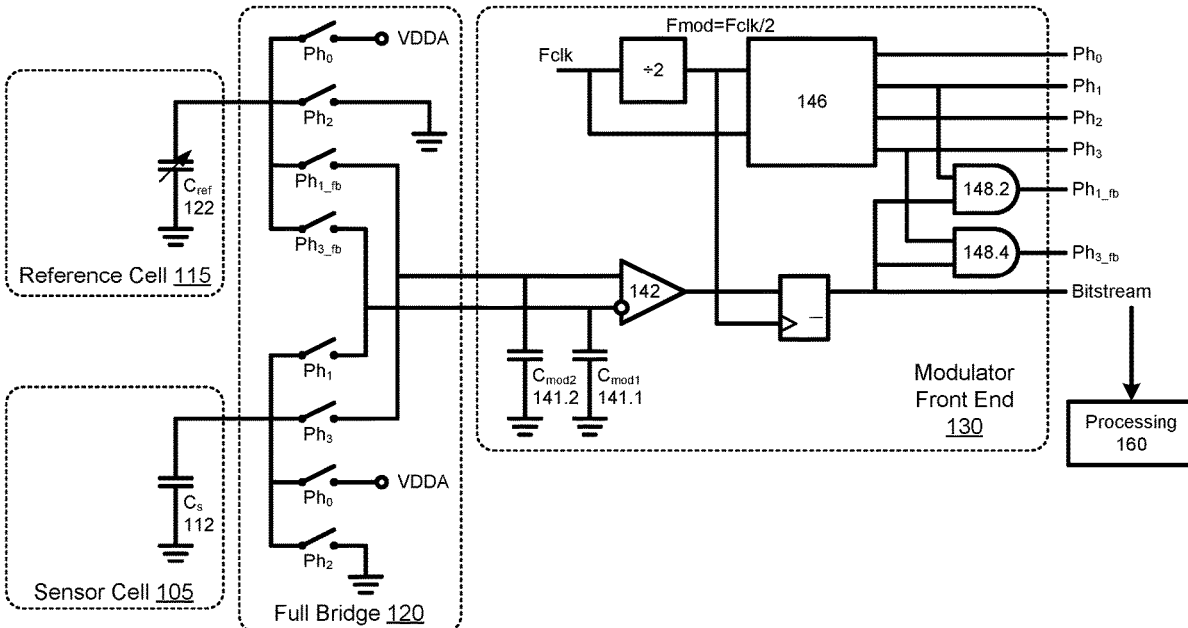 Ph0
VDDA
Ph2
Ph1_fb
Ph3_fb
Cref
122
Reference Cell 115
Ph1
Ph3
Ph0
VDDA
Ph2
Cs
112
Sensor Cell 105
Full Bridge 120
Fmod=Fclk/2
Fclk
÷2
146
Ph0
Ph1
Ph2
Ph3
148.2
Ph1_fb
148.4
Ph3_fb
142
Bitstream
Cmod2
141.2
Cmod1
141.1
Modulator
Front End
130
Processing
160